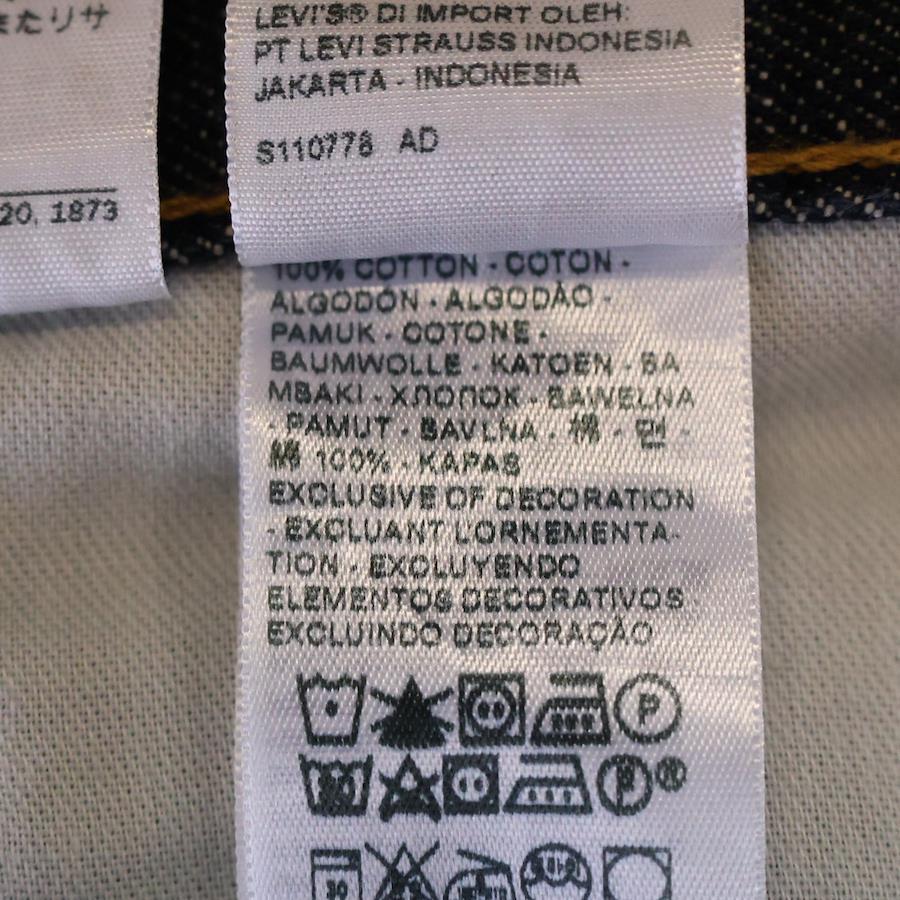 またリサ
20, 1873
LEVI'S® DI IMPORT OLEH:
PT LEVI STRAUSS INDONESIA
JAKARTA - INDONESIA
S110778 AD
100% COTTON - COTON -
ALGODÓN - ALGODÃO -
PAMUK - COTONE -
BAUMWOLLE - KATOEN - BA
MBAKI - ХЛОПОК - BAWEŁNA
- PAMUT - BAVLNA - 棉 - 면 -
綿 100% - KAPAS
EXCLUSIVE OF DECORATION
- EXCLUANT L'ORNEMENTA-
TION - EXCLUYENDO
ELEMENTOS DECORATIVOS
EXCLUINDO DECORAÇÃO
P
P ®
30